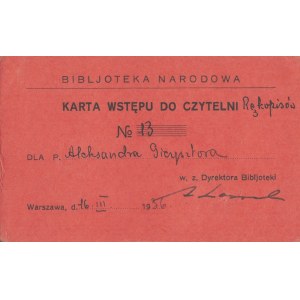 BIBLJOTEKA NARODOWA
KARTA WSTĘPU DO CZYTELNI Rękopisów
№ 13
DLA P. Aleksandra Gieysztora
w. z. Dyrektora Bibljoteki
Warszawa, d. 16 III 1936